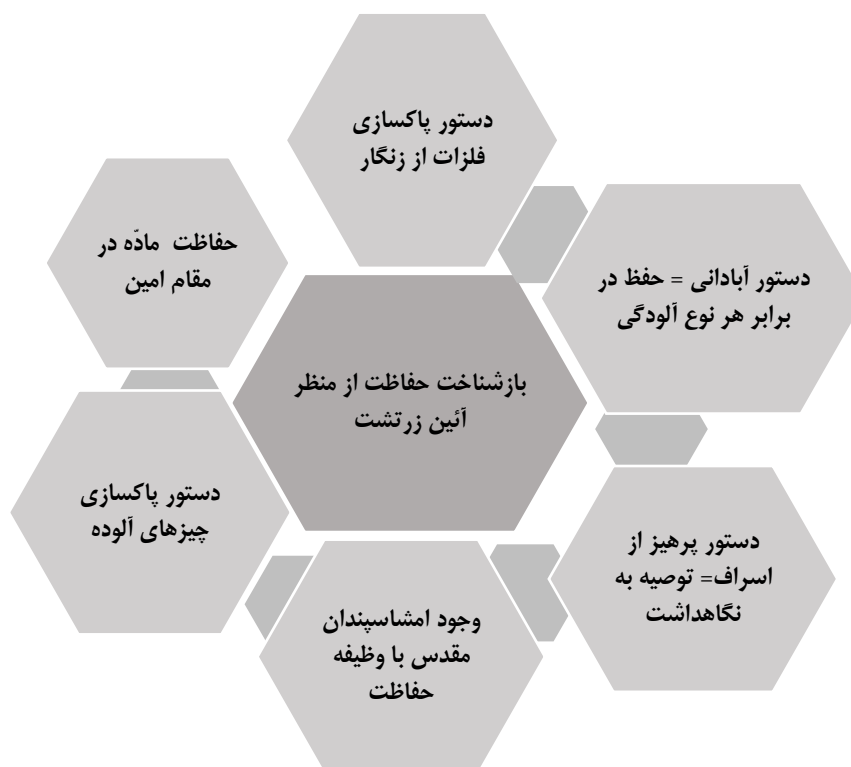 دستور پاکسازی
فلزات از زنگار
حفاظت مادّه در
مقام امین
دستور آبادانی = حفظ در
برابر هر نوع آلودگی
بازشناخت حفاظت از منظر
آئین زرتشت
دستور پاکسازی
چیزهای آلوده
دستور پرهیز از
اسراف= توصیه به
نگاهداشت
وجود امشاسپندان
مقدس با وظیفه
حفاظت